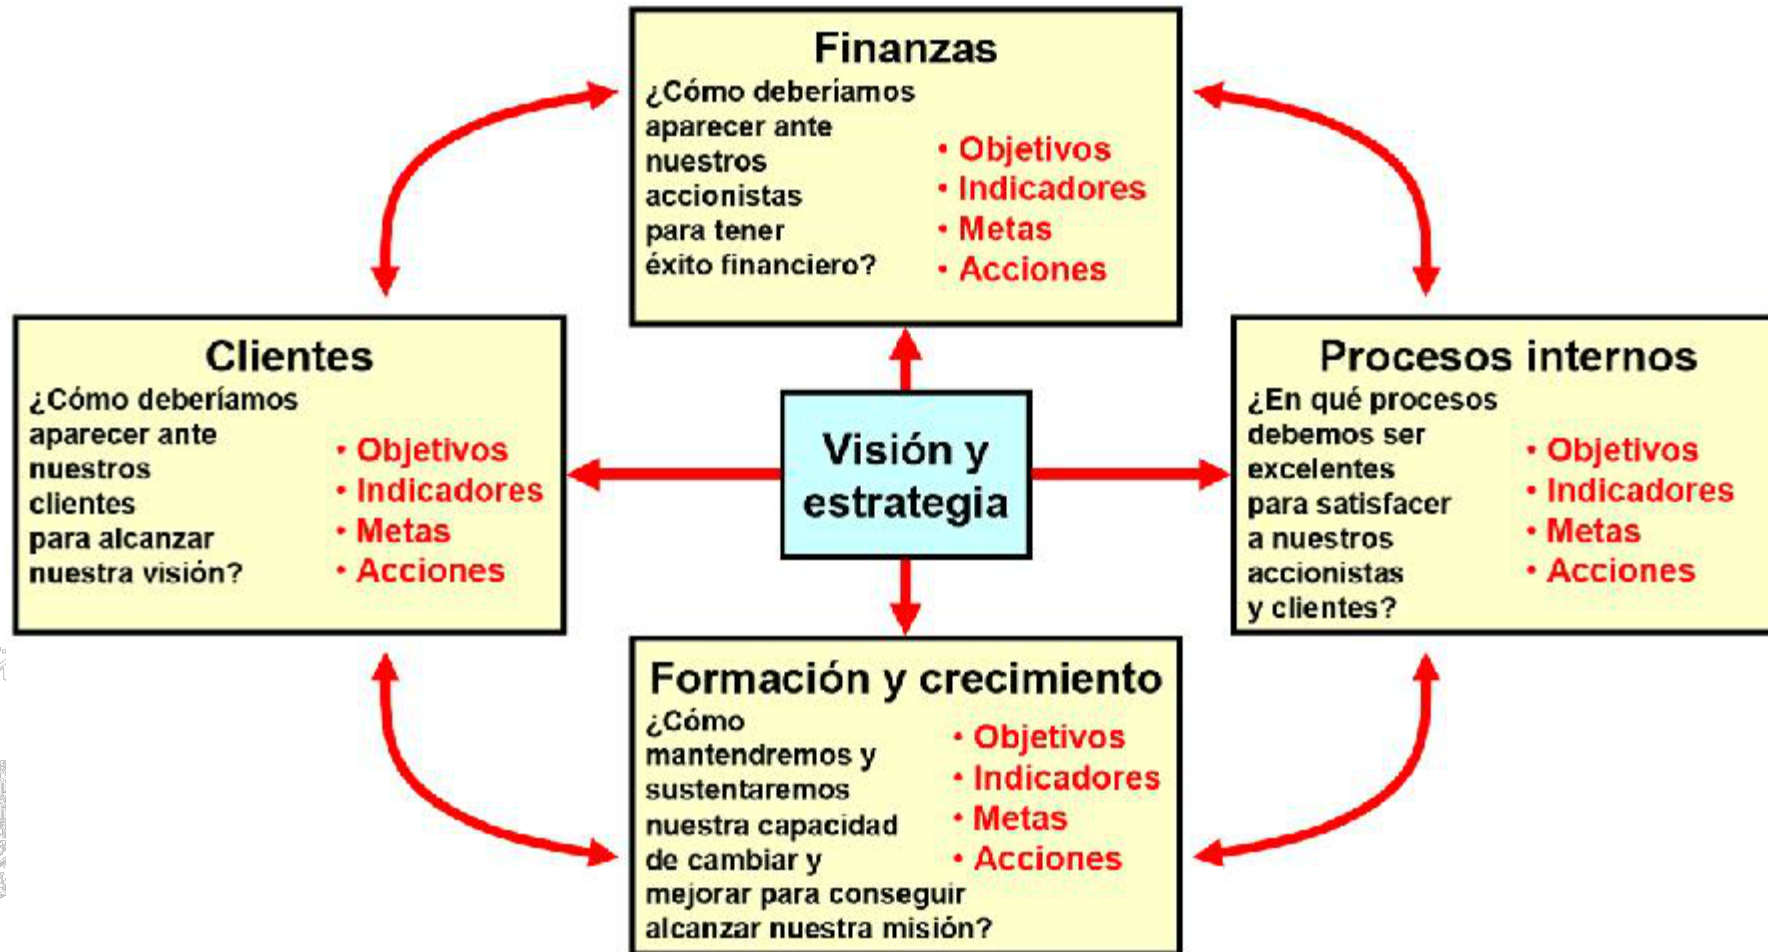 Finanzas
¿Cómo deberíamos
aparecer ante
nuestros
accionistas
para tener
éxito financiero?
• Objetivos
• Indicadores
• Metas
• Acciones
Clientes
¿Cómo deberíamos
aparecer ante
nuestros
clientes
para alcanzar
nuestra visión?
• Objetivos
• Indicadores
• Metas
• Acciones
Visión y
estrategia
Procesos internos
¿En qué procesos
debemos ser
excelentes
para satisfacer
a nuestros
accionistas
y clientes?
• Objetivos
• Indicadores
• Metas
• Acciones
Formación y crecimiento
¿Cómo
mantendremos y
sustentaremos
nuestra capacidad
de cambiar y
mejorar para conseguir
alcanzar nuestra misión?
• Objetivos
• Indicadores
• Metas
• Acciones